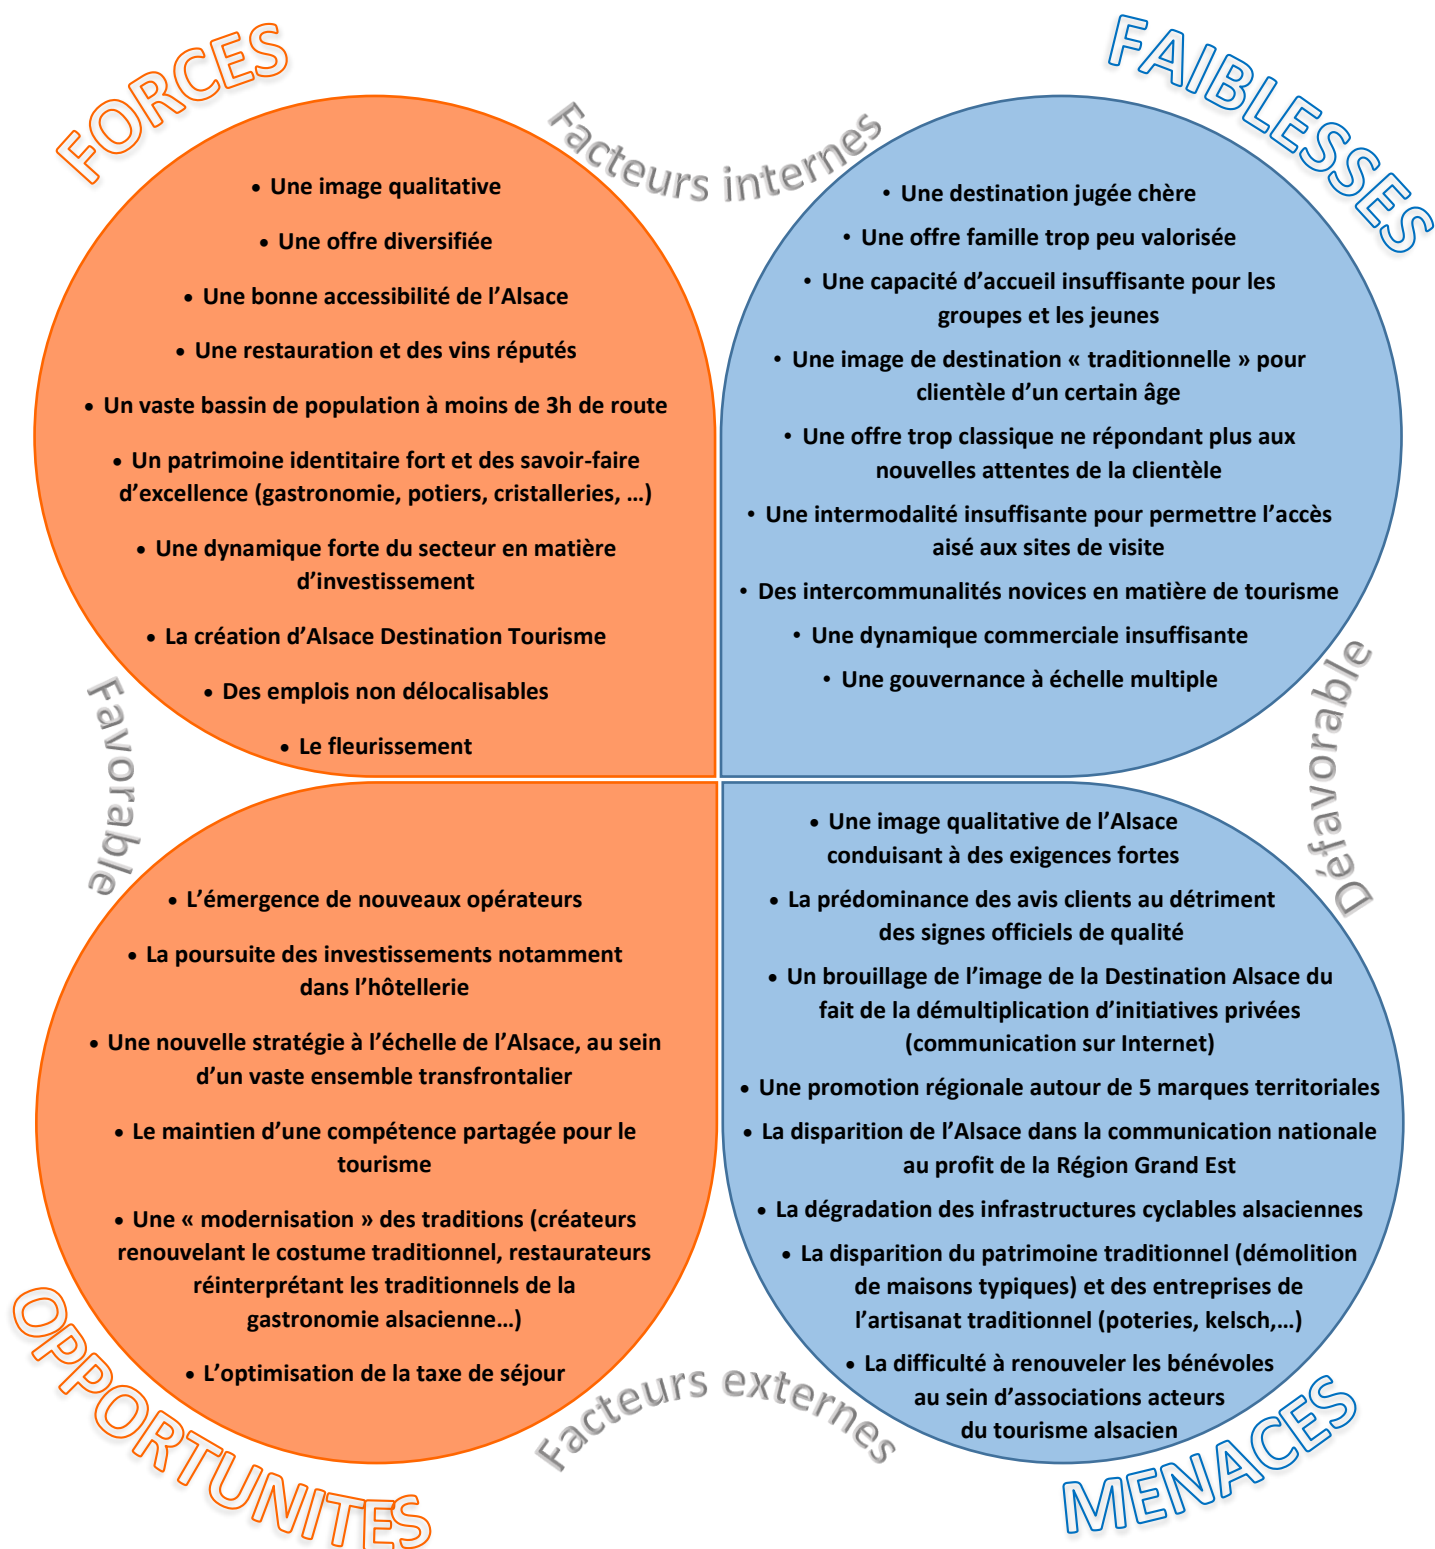 FORCES
Facteurs internes
FAIBLESSES
• Une image qualitative
• Une offre diversifiée
• Une bonne accessibilité de l’Alsace
• Une restauration et des vins réputés
• Un vaste bassin de population à moins de 3h de route
• Un patrimoine identitaire fort et des savoir-faire
d’excellence (gastronomie, potiers, cristalleries, …)
• Une dynamique forte du secteur en matière
d’investissement
• La création d’Alsace Destination Tourisme
• Des emplois non délocalisables
• Le fleurissement
• Une destination jugée chère
• Une offre famille trop peu valorisée
• Une capacité d’accueil insuffisante pour les
groupes et les jeunes
• Une image de destination « traditionnelle » pour
clientèle d’un certain âge
• Une offre trop classique ne répondant plus aux
nouvelles attentes de la clientèle
• Une intermodalité insuffisante pour permettre l’accès
aisé aux sites de visite
• Des intercommunalités novices en matière de tourisme
• Une dynamique commerciale insuffisante
• Une gouvernance à échelle multiple
Favorable
Défavorable
• L’émergence de nouveaux opérateurs
• La poursuite des investissements notamment
dans l’hôtellerie
• Une nouvelle stratégie à l’échelle de l’Alsace, au sein
d’un vaste ensemble transfrontalier
• Le maintien d’une compétence partagée pour le
tourisme
• Une « modernisation » des traditions (créateurs
renouvelant le costume traditionnel, restaurateurs
réinterprétant les traditionnels de la
gastronomie alsacienne…)
• L’optimisation de la taxe de séjour
• Une image qualitative de l’Alsace
conduisant à des exigences fortes
• La prédominance des avis clients au détriment
des signes officiels de qualité
• Un brouillage de l’image de la Destination Alsace du
fait de la démultiplication d’initiatives privées
(communication sur Internet)
• Une promotion régionale autour de 5 marques territoriales
• La disparition de l’Alsace dans la communication nationale
au profit de la Région Grand Est
• La dégradation des infrastructures cyclables alsaciennes
• La disparition du patrimoine traditionnel (démolition
de maisons typiques) et des entreprises de
l’artisanat traditionnel (poteries, kelsch,…)
• La difficulté à renouveler les bénévoles
au sein d’associations acteurs
du tourisme alsacien
OPPORTUNITES
Facteurs externes
MENACES